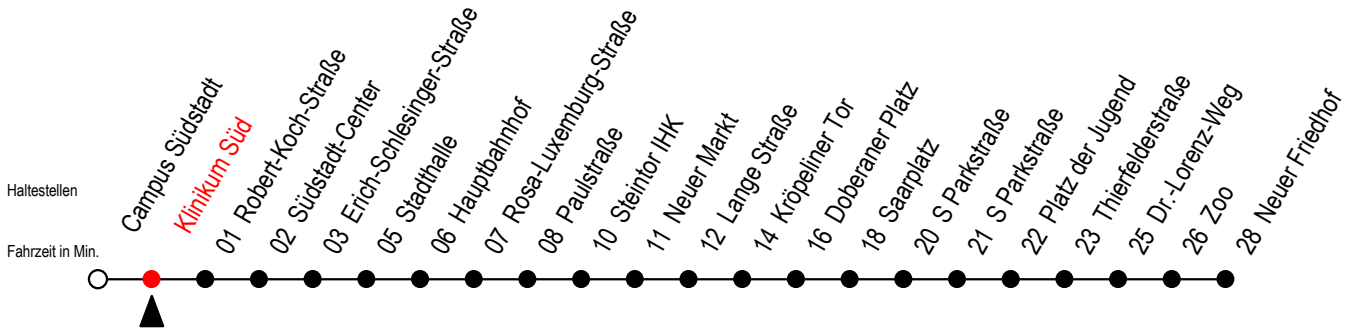 Haltestellen
Campus Südstadt
Klinikum Süd
01 Robert-Koch-Straße
02 Südstadt-Center
03 Erich-Schlesinger-Straße
05 Stadthalle
06 Hauptbahnhof
07 Rosa-Luxemburg-Straße
08 Paulstraße
10 Steintor IHK
11 Neuer Markt
12 Lange Straße
14 Kröpeliner Tor
16 Doberaner Platz
18 Saarplatz
20 S Parkstraße
21 S Parkstraße
22 Platz der Jugend
23 Thierfelderstraße
25 Dr.-Lorenz-Weg
26 Zoo
28 Neuer Friedhof
Fahrzeit in Min.